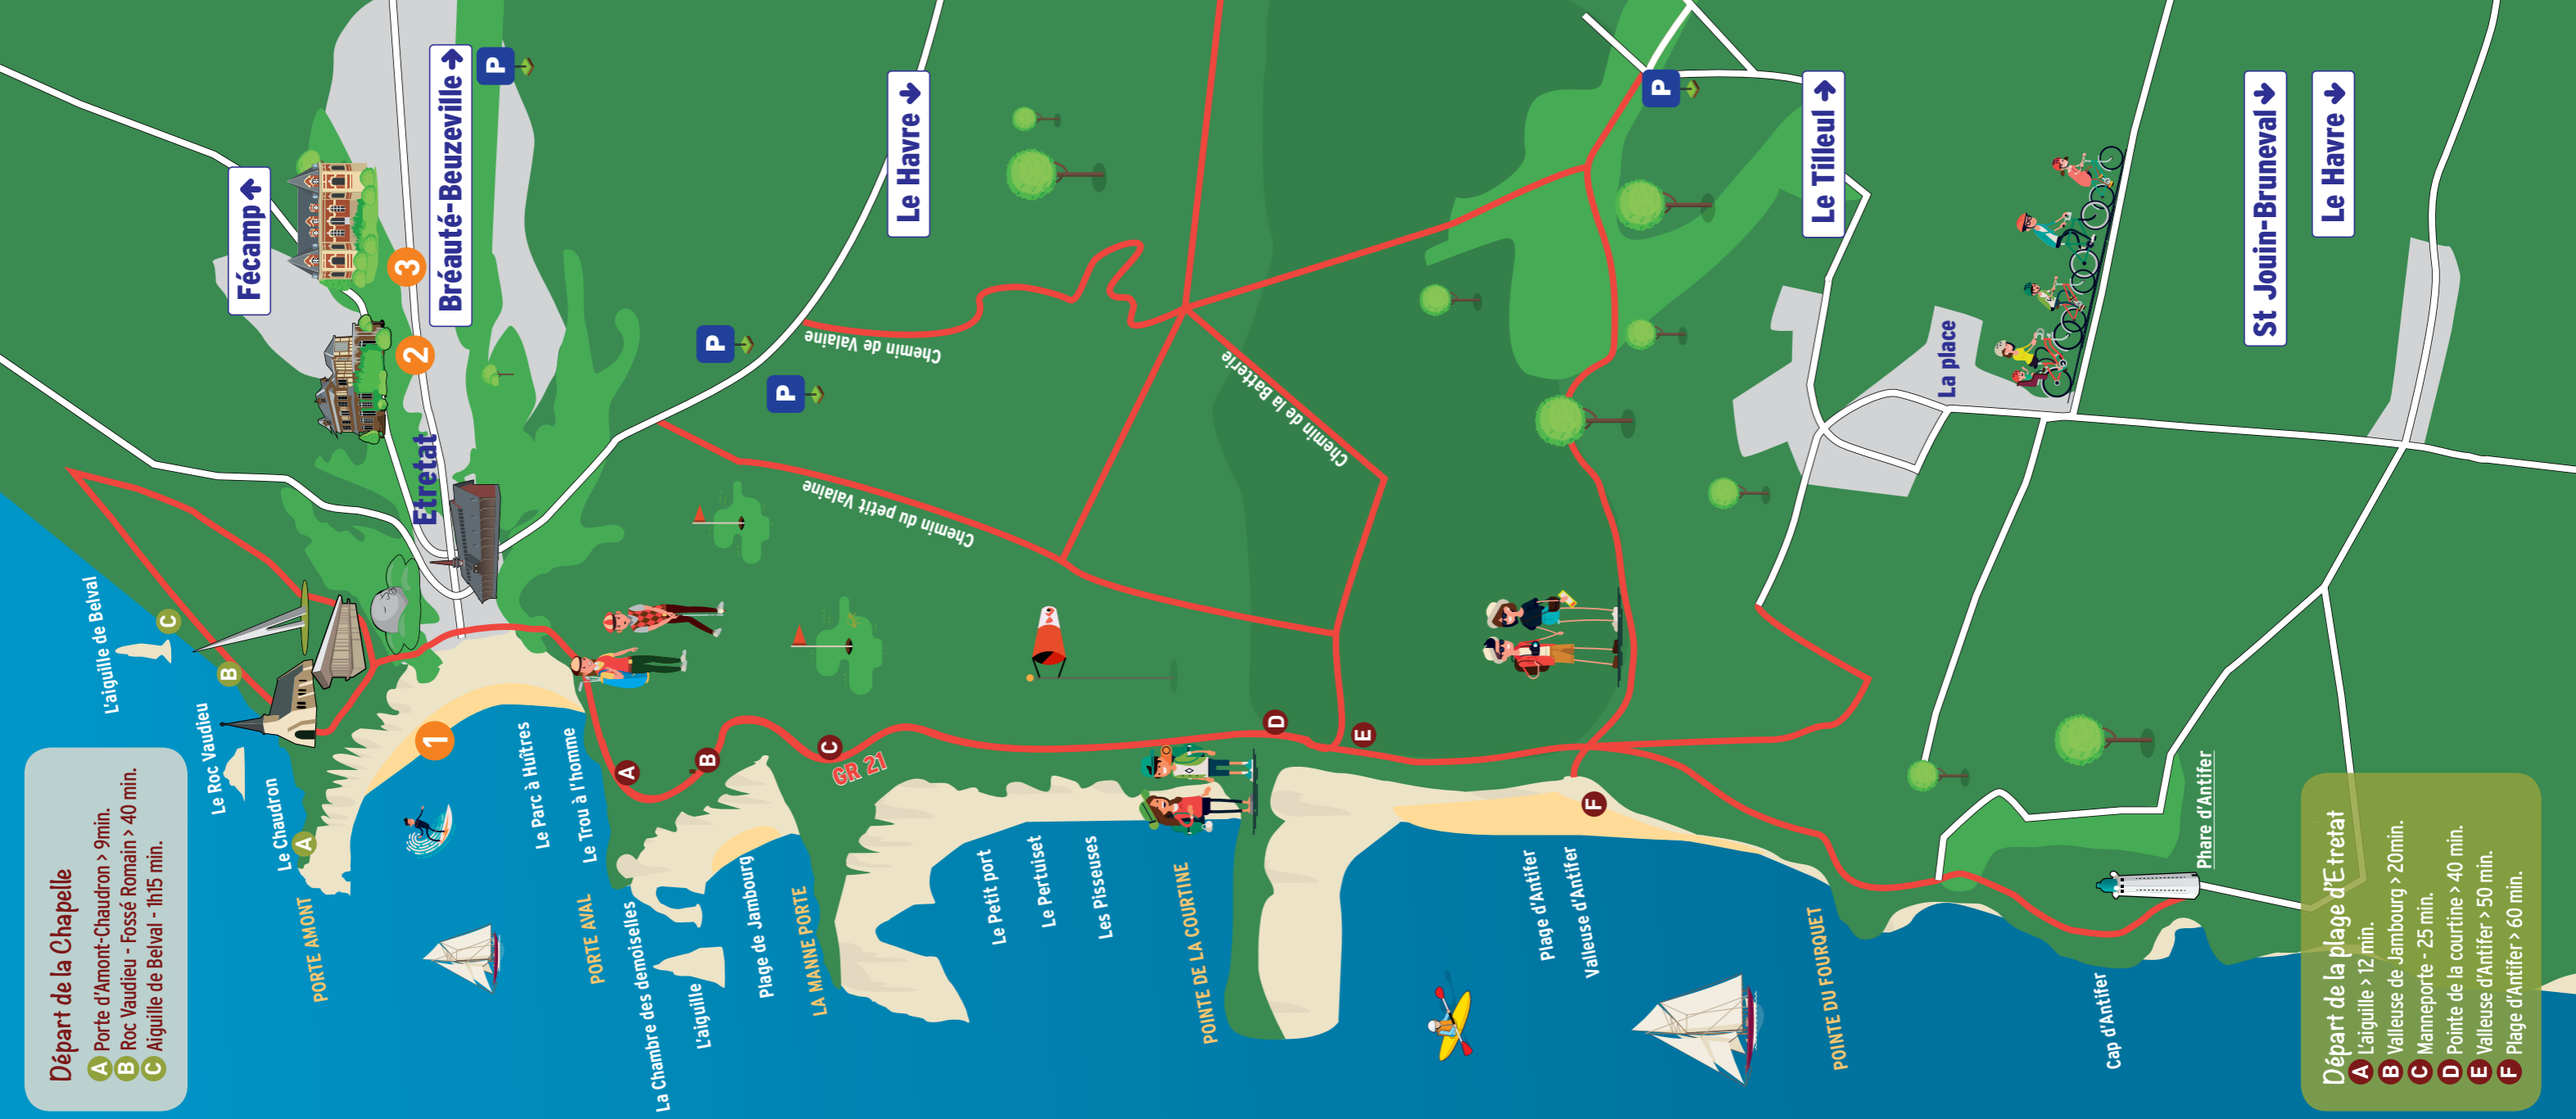 Départ de la Chapelle
A Porte d'Amont-Chaudron > 9min.
B Roc Vaudieu - Fossé Romain > 40 min.
C Aiguille de Belval - 1h15 min.
L'aiguille de Belval
C
B
Le Roc Vaudieu
Le Chaudron
A
PORTE AMONT
Fécamp
3
2
1
Bréauté-Beuzeville
P
Etretat
Le Parc à Huîtres
Le Trou à l'homme
PORTE AVAL
A
La Chambre des demoiselles
L'aiguille
B
Plage de Jambourg
LA MANNE PORTE
C
GR 21
P
P
Le Havre
Chemin de Valaine
Chemin du petit Valaine
Le Petit port
Le Pertuiset
Les Pisseuses
POINTE DE LA COURTINE
D
Chemin de la Batterie
E
Plage d'Antifer
Valleuse d'Antifer
F
P
POINTE DU FOURQUET
Le Tilleul
La place
Cap d'Antifer
Phare d'Antifer
St Jouin-Bruneval
Le Havre
Départ de la plage d'Etretat
A L'aiguille > 12 min.
B Valleuse de Jambourg > 20min.
C Manneporte - 25 min.
D Pointe de la courtine > 40 min.
E Valleuse d'Antifer > 50 min.
F Plage d'Antifer > 60 min.